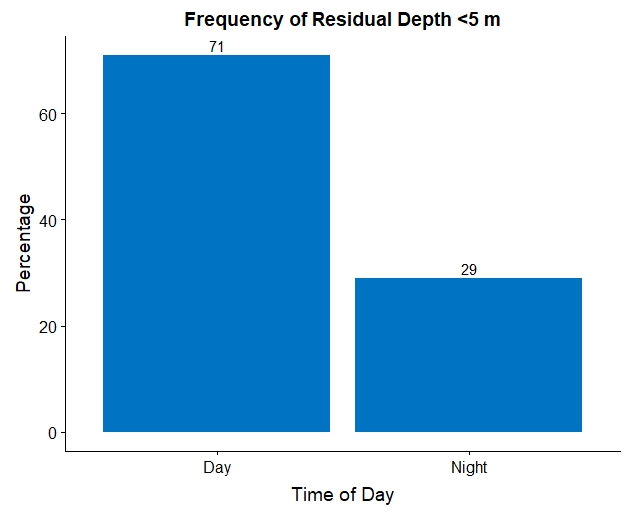 Frequency of Residual Depth <5 m
71
60
40
20
0
29
Percentage
Day
Night
Time of Day